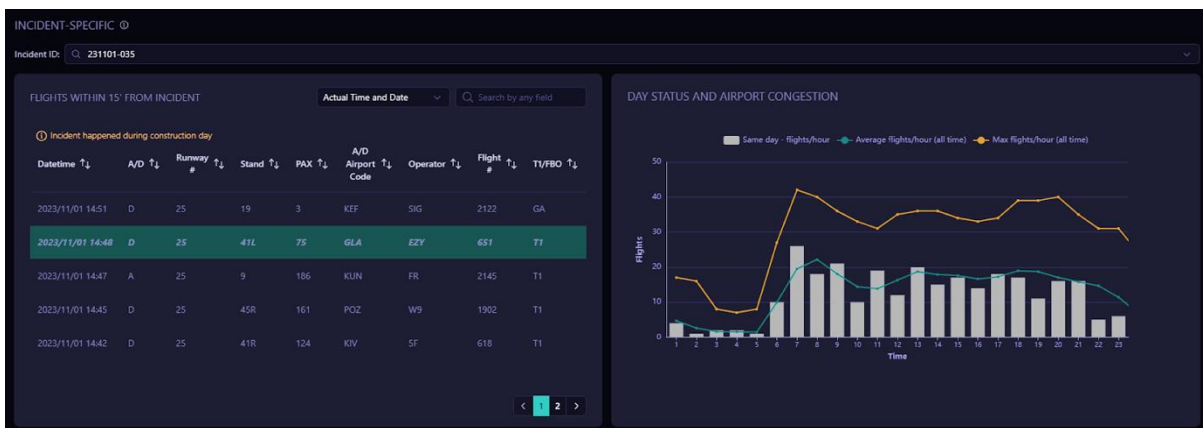 INCIDENT-SPECIFIC
Incident ID: 231101-035
FLIGHTS WITHIN 15' FROM INCIDENT
Actual Time and Date
Search by any field
Incident happened during construction day
Datetime A/D Runway # Stand PAX A/D Airport Code Operator Flight # T1/FBO
2023/11/01 14:51 D 25 19 3 KEF SIG 2122 GA
2023/11/01 14:48 D 25 41L 75 GLA EZY 651 T1
2023/11/01 14:47 A 25 9 186 KUN FR 2145 T1
2023/11/01 14:45 D 25 45R 161 POZ W9 1902 T1
2023/11/01 14:42 D 25 41R 124 KIV 5F 618 T1
< 1 2 >
DAY STATUS AND AIRPORT CONGESTION
Same day - flights/hour Average flights/hour (all time) Max flights/hour (all time)
50
40
30
20
10
0
Flights
1 2 3 4 5 6 7 8 9 10 11 12 13 14 15 16 17 18 19 20 21 22 23
Time